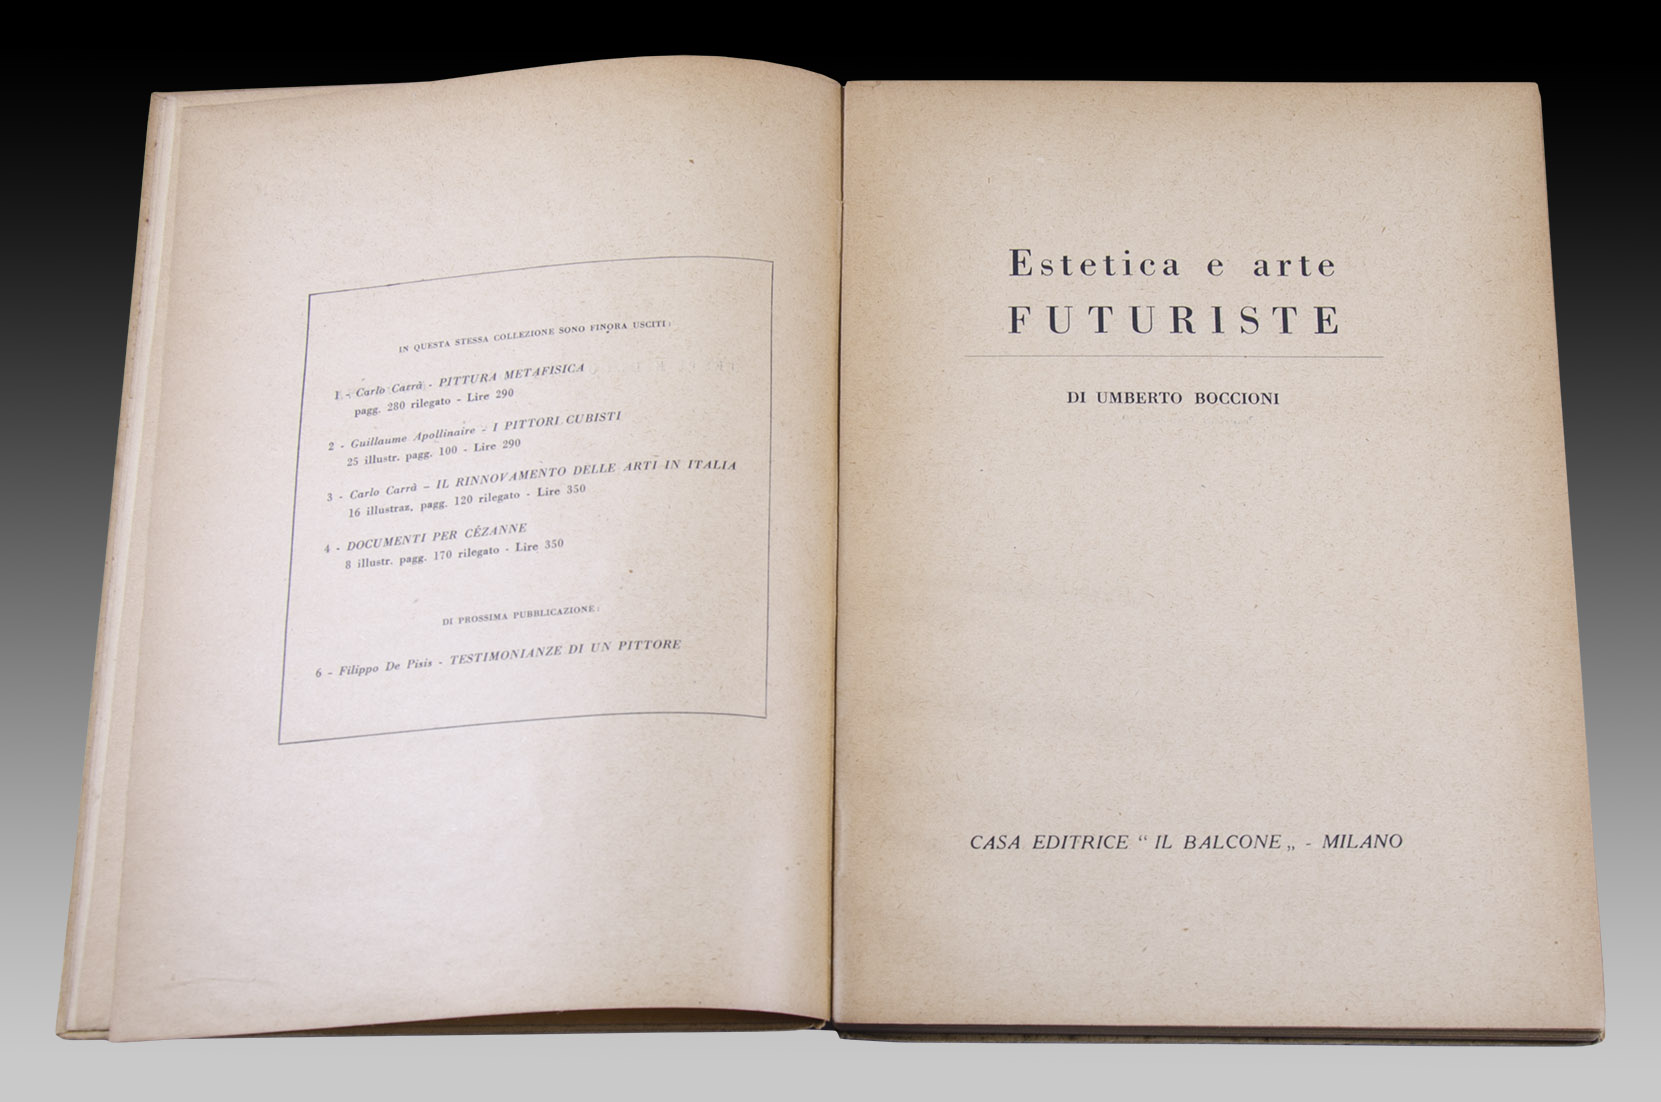 IN QUESTA STESSA COLLEZIONE SONO FINORA USCITI:
1 - Carlo Carrà - PITTURA METAFISICA
pagg. 280 rilegato - Lire 290
2 - Guillaume Apollinaire - I PITTORI CUBISTI
25 illustr. pagg. 100 - Lire 290
3 - Carlo Carrà - IL RINNOVAMENTO DELLE ARTI IN ITALIA
16 illustraz. pagg. 120 rilegato - Lire 350
4 - DOCUMENTI PER CÉZANNE
8 illustr. pagg. 170 rilegato - Lire 350
DI PROSSIMA PUBBLICAZIONE:
6 - Filippo De Pisis - TESTIMONIANZE DI UN PITTORE
Estetica e arte
FUTURISTE
DI UMBERTO BOCCIONI
CASA EDITRICE “ IL BALCONE „ - MILANO